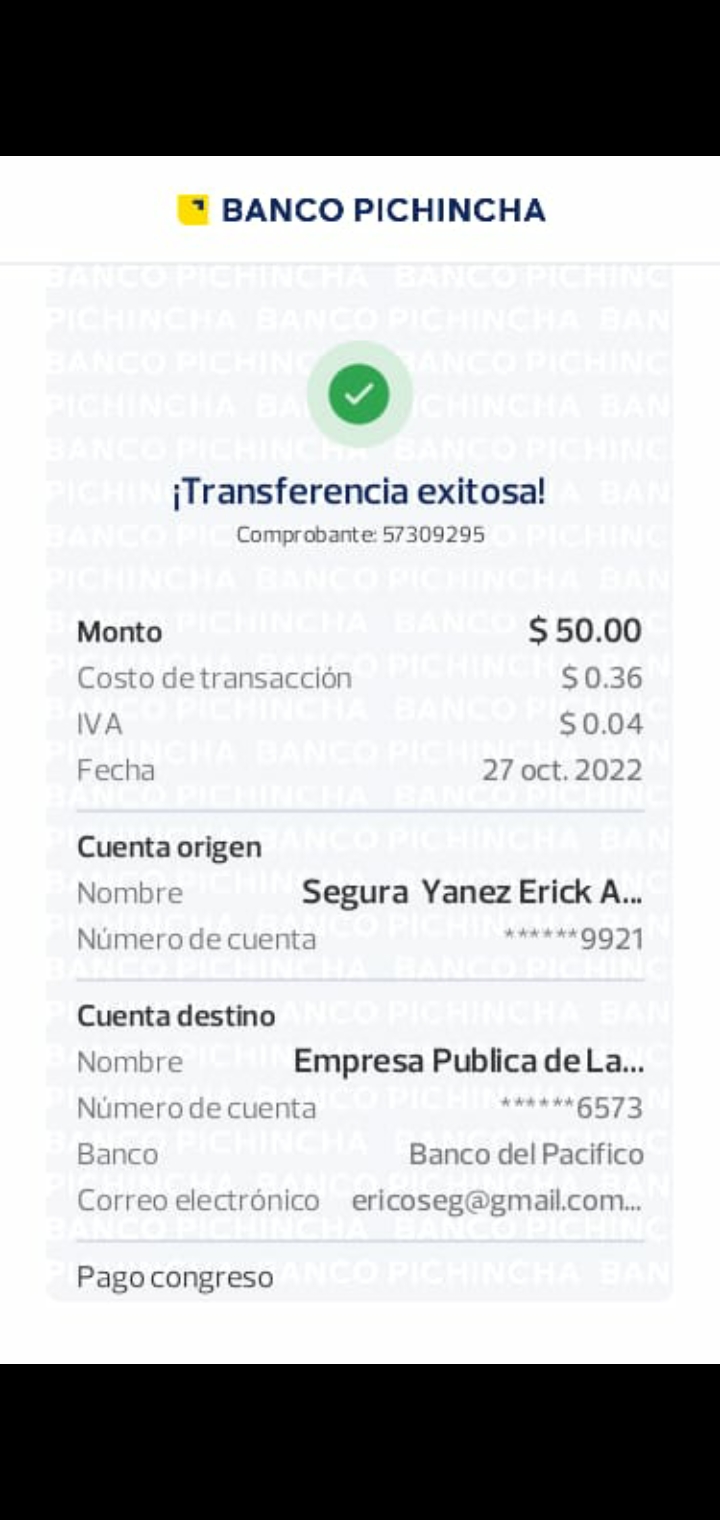 BANCO PICHINCHA
¡Transferencia exitosa!
Comprobante: 57309295
Monto $ 50.00
Costo de transacción $ 0.36
IVA $ 0.04
Fecha 27 oct. 2022
Cuenta origen
Nombre Segura Yanez Erick A...
Número de cuenta ******9921
Cuenta destino
Nombre Empresa Publica de La...
Número de cuenta ******6573
Banco Banco del Pacifico
Correo electrónico ericoseg@gmail.com...
Pago congreso